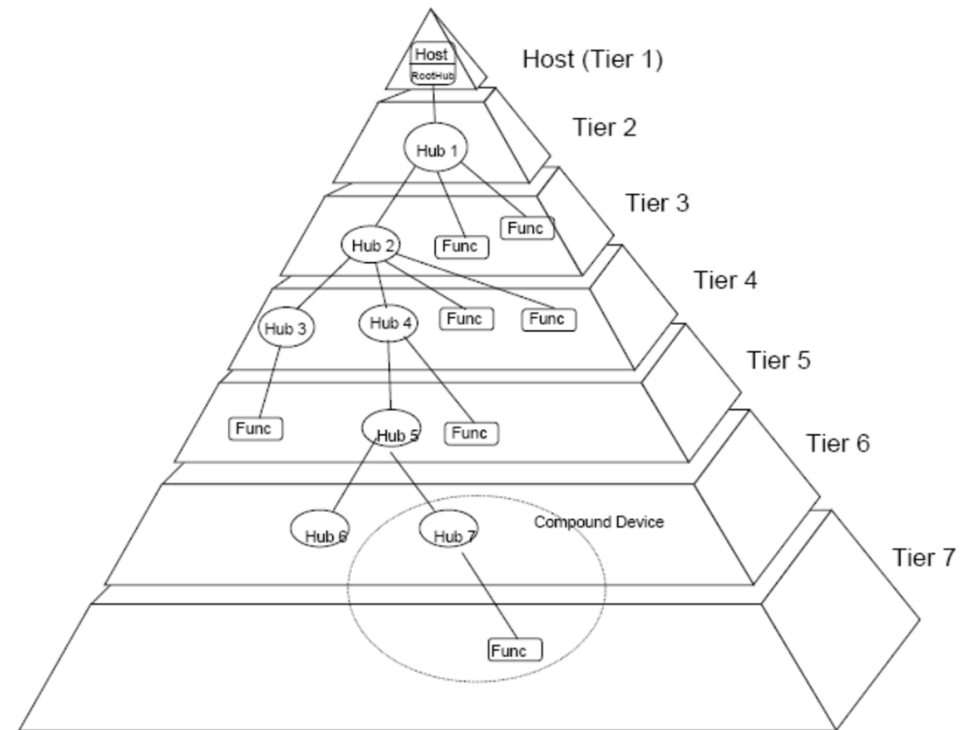 Host
RootHub
Host (Tier 1)
Tier 2
Hub 1
Tier 3
Func
Hub 2
Func
Tier 4
Hub 3
Hub 4
Func
Func
Tier 5
Func
Hub 5
Func
Tier 6
Hub 6
Hub 7
Compound Device
Tier 7
Func